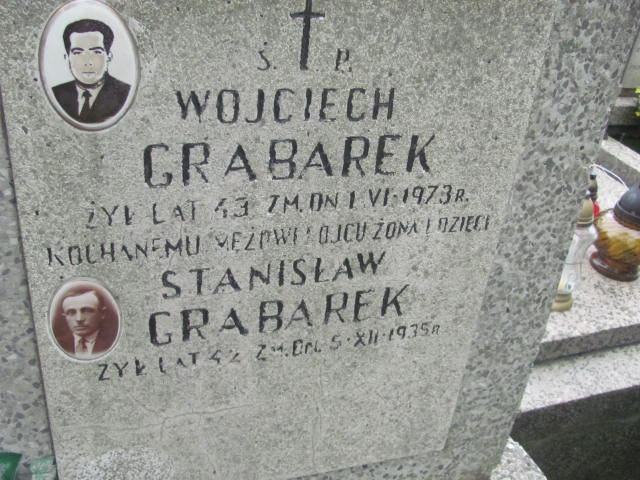 Ś. P.
WOJCIECH
GRABAREK
ŻYŁ LAT 43 ZM. DN 1 VI. 1973 R.
KOCHANEMU MĘŻOWI I OJCU ŻONA I DZIECI
STANISŁAW
GRABAREK
ŻYŁ LAT 42 ZM. DN. 5. XII. 1935 R